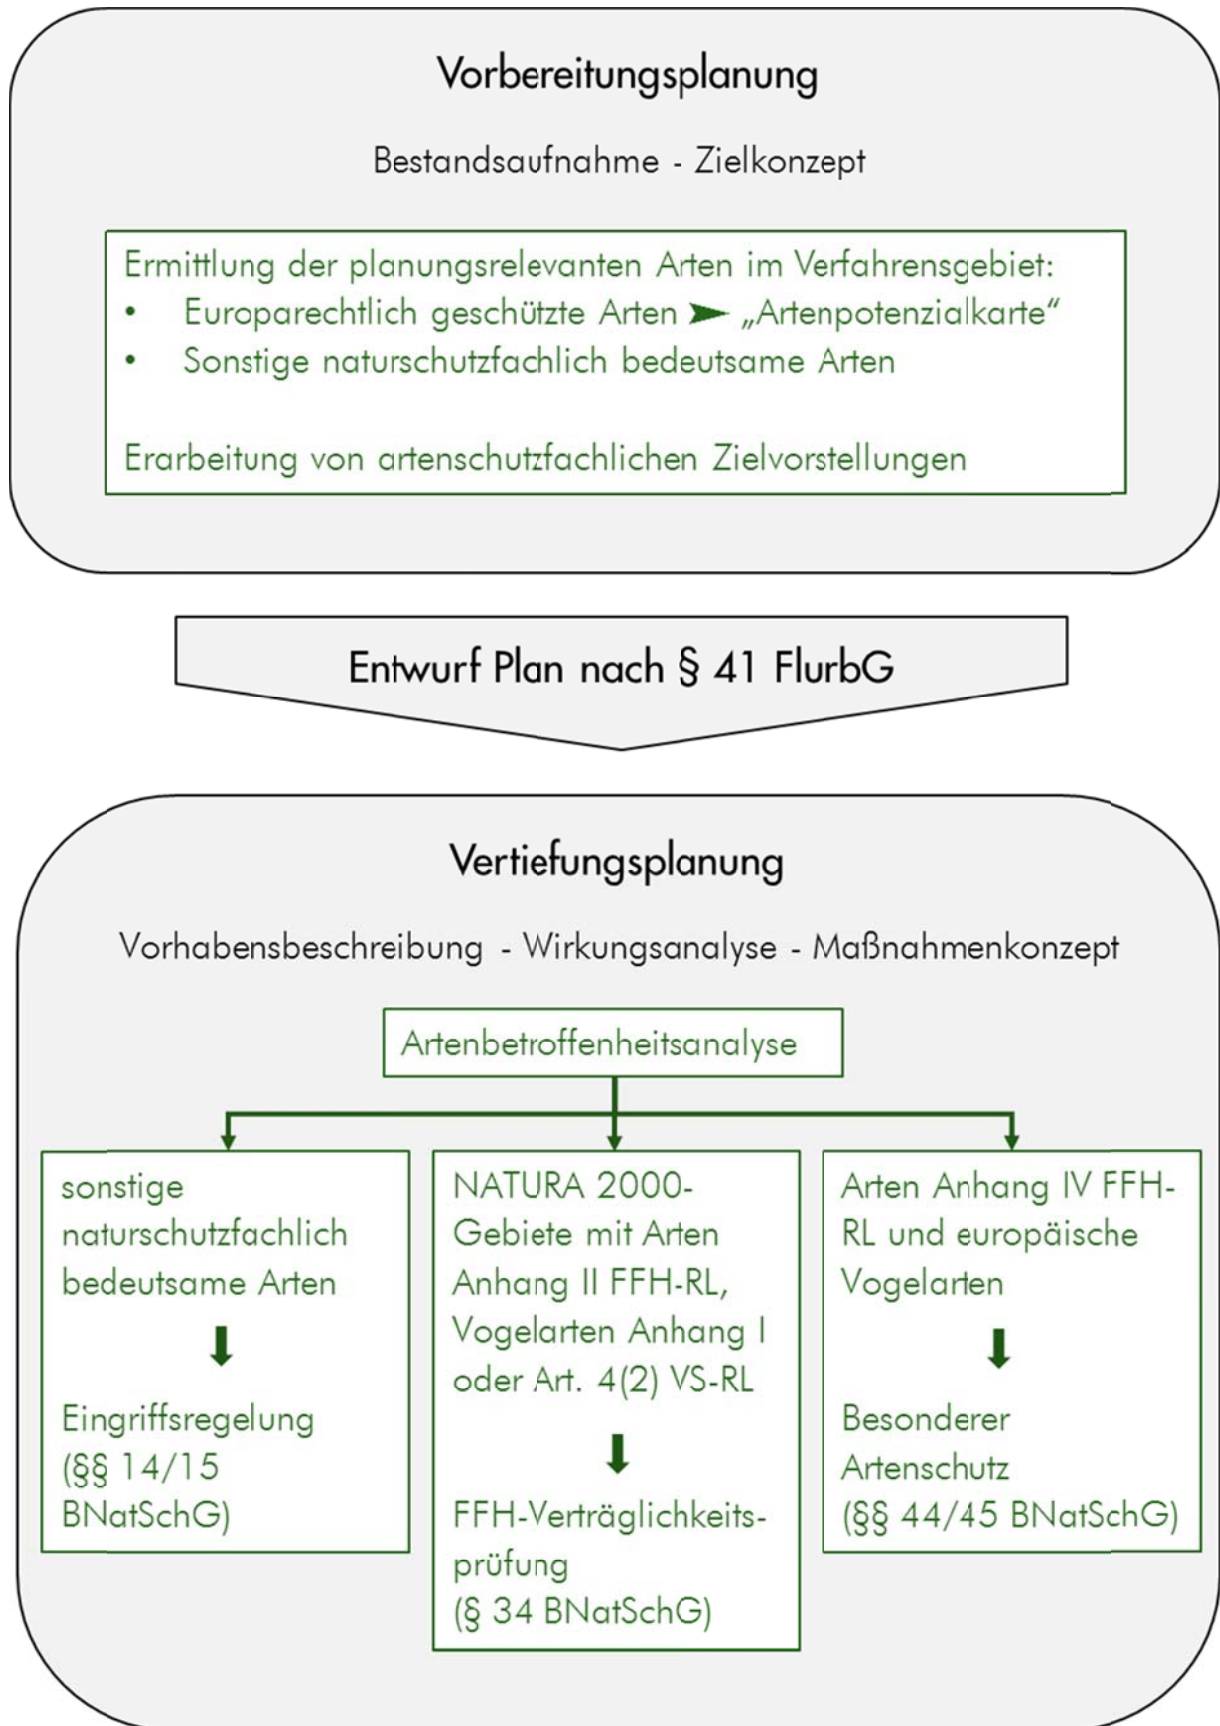 Vorbereitungsplanung
Bestandsaufnahme - Zielkonzept
Ermittlung der planungsrelevanten Arten im Verfahrensgebiet:
• Europarechtlich geschützte Arten ➤ „Artenpotenzialkarte“
• Sonstige naturschutzfachlich bedeutsame Arten
Erarbeitung von artenschutzfachlichen Zielvorstellungen
Entwurf Plan nach § 41 FlurbG
Vertiefungsplanung
Vorhabensbeschreibung - Wirkungsanalyse - Maßnahmenkonzept
Artenbetroffenheitsanalyse
sonstige
naturschutzfachlich
bedeutsame Arten
Eingriffsregelung
(§§ 14/15
BNatSchG)
NATURA 2000-
Gebiete mit Arten
Anhang II FFH-RL,
Vogelarten Anhang I
oder Art. 4(2) VS-RL
FFH-Verträglichkeits-
prüfung
(§ 34 BNatSchG)
Arten Anhang IV FFH-
RL und europäische
Vogelarten
Besonderer
Artenschutz
(§§ 44/45 BNatSchG)